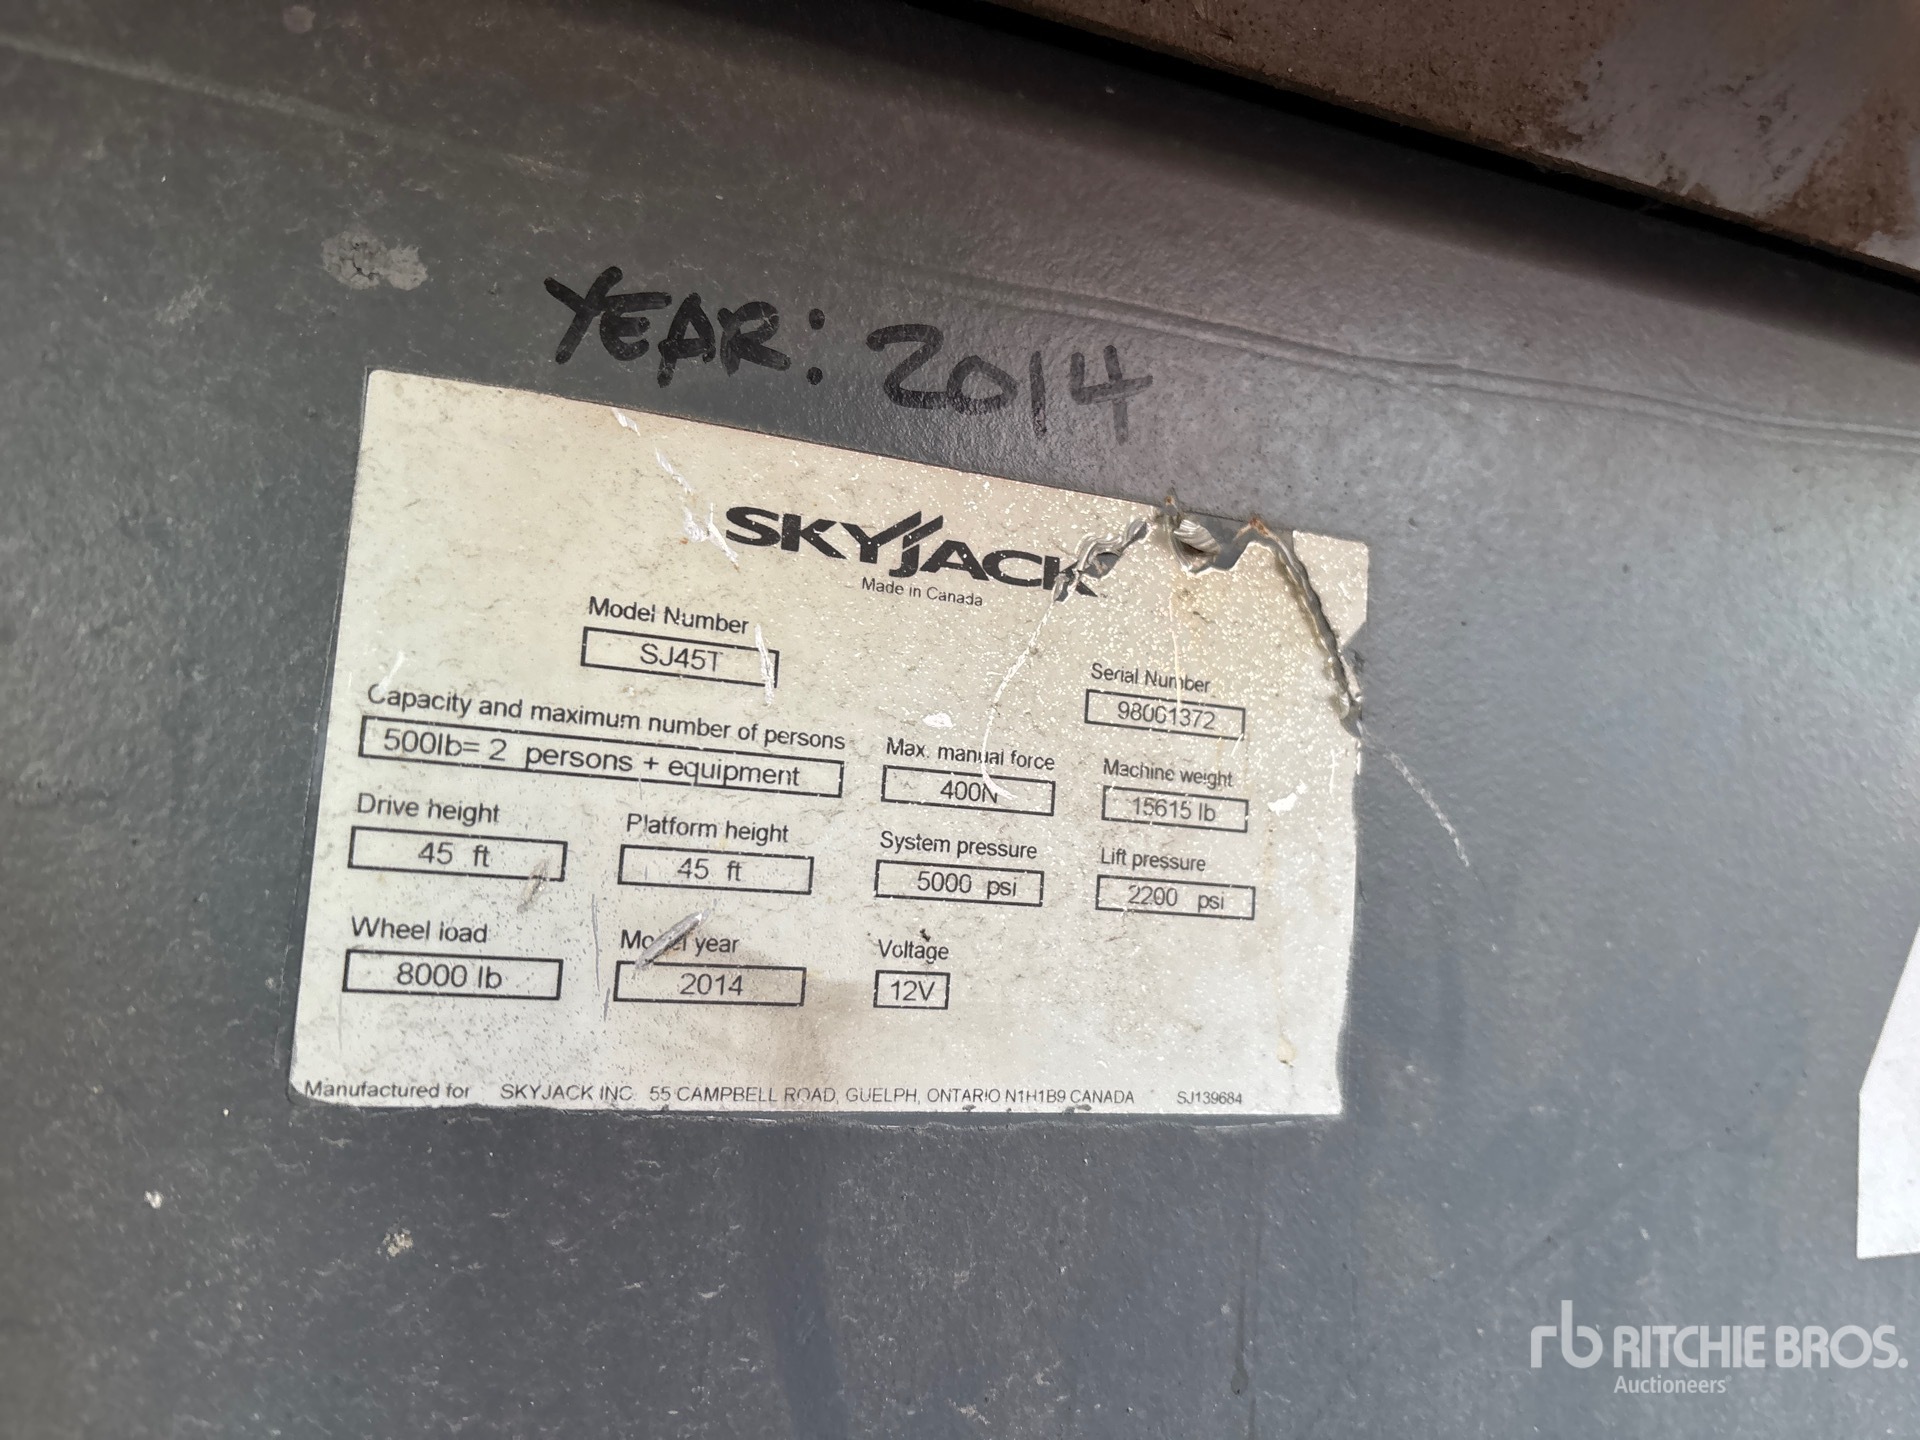 YEAR: 2014
SKYJACK
Made in Canada
Model Number
SJ45T
Serial Number
Capacity and maximum number of persons
500lb= 2 persons + equipment
Max. manual force
400N
Machine weight
15615 lb
Drive height
45 ft
Platform height
45 ft
System pressure
5000 psi
Lift pressure
2200 psi
Wheel load
8000 lb
Model year
2014
Voltage
12V
Manufactured for SKYJACK INC. 55 CAMPBELL ROAD, GUELPH, ONTARIO N1H1B9 CANADA SJ139684
rb RITCHIE BROS.
Auctioneers